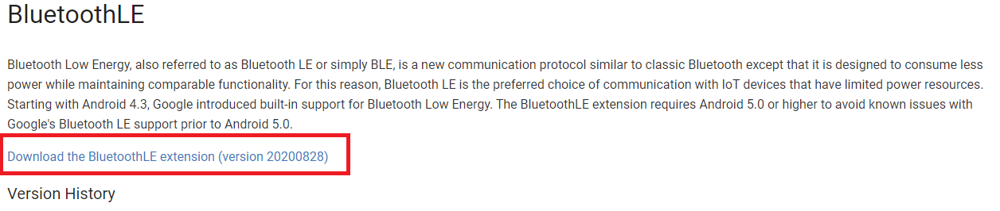 BluetoothLE
Bluetooth Low Energy, also referred to as Bluetooth LE or simply BLE, is a new communication protocol similar to classic Bluetooth except that it is designed to consume less
power while maintaining comparable functionality. For this reason, Bluetooth LE is the preferred choice of communication with IoT devices that have limited power resources.
Starting with Android 4.3, Google introduced built-in support for Bluetooth Low Energy. The BluetoothLE extension requires Android 5.0 or higher to avoid known issues with
Google's Bluetooth LE support prior to Android 5.0.
Download the BluetoothLE extension (version 20200828)
Version History